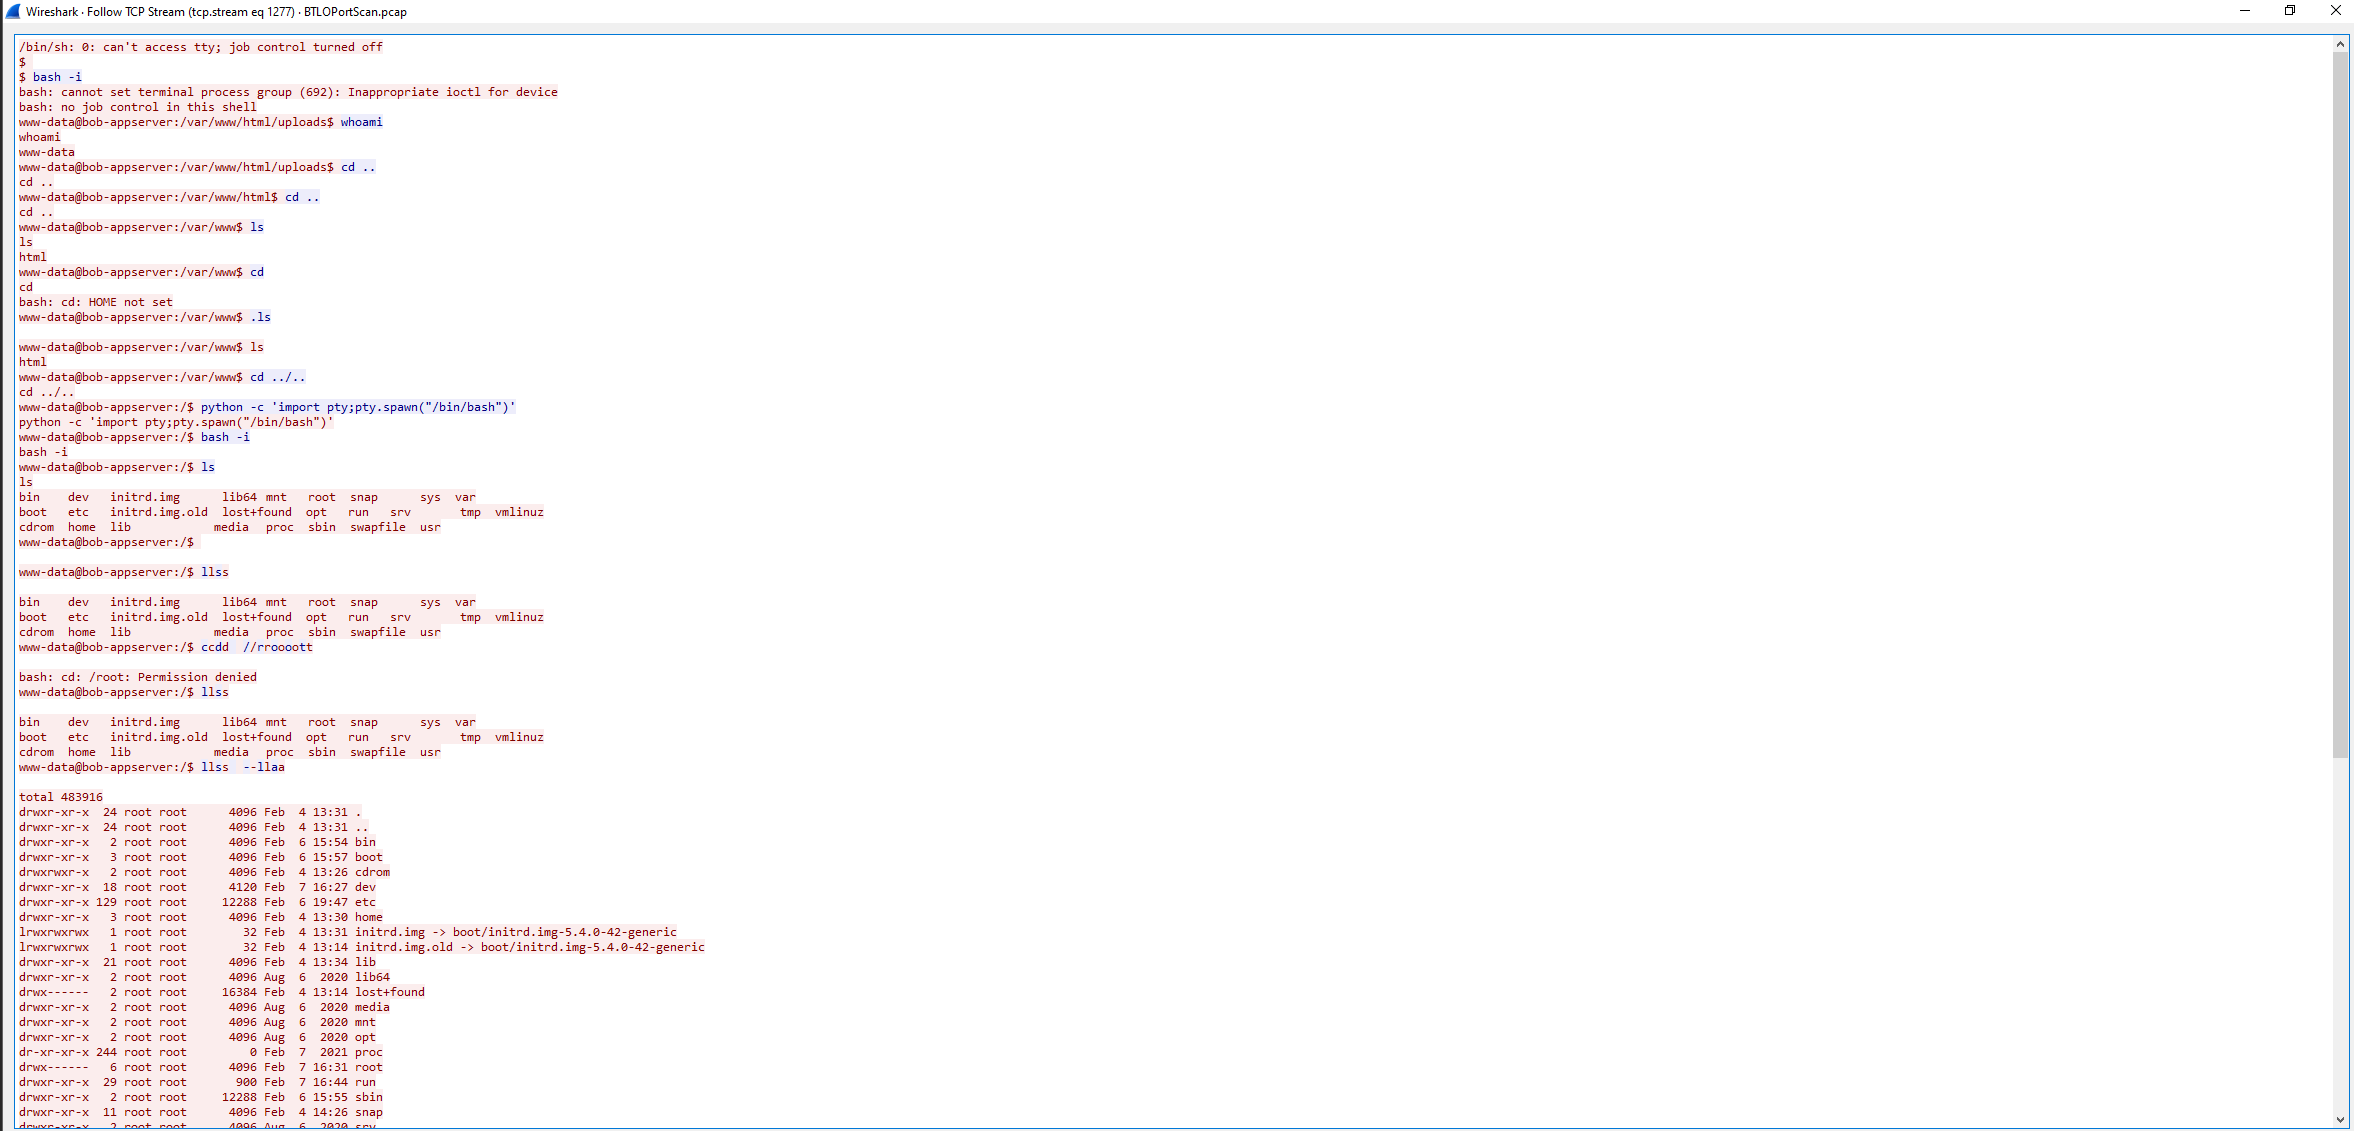 Wireshark · Follow TCP Stream (tcp.stream eq 1277) · BTLOPortScan.pcap
/bin/sh: 0: can't access tty; job control turned off
$
$ bash -i
bash: cannot set terminal process group (692): Inappropriate ioctl for device
bash: no job control in this shell
www-data@bob-appserver:/var/www/html/uploads$ whoami
whoami
www-data
www-data@bob-appserver:/var/www/html/uploads$ cd ..
cd ..
www-data@bob-appserver:/var/www/html$ cd ..
cd ..
www-data@bob-appserver:/var/www$ ls
ls
html
www-data@bob-appserver:/var/www$ cd
cd
bash: cd: HOME not set
www-data@bob-appserver:/var/www$ .ls
www-data@bob-appserver:/var/www$ ls
html
www-data@bob-appserver:/var/www$ cd ../..
cd ../..
www-data@bob-appserver:/$ python -c 'import pty;pty.spawn("/bin/bash")'
python -c 'import pty;pty.spawn("/bin/bash")'
www-data@bob-appserver:/$ bash -i
bash -i
www-data@bob-appserver:/$ ls
ls
bin    dev   initrd.img      lib64 mnt   root  snap      sys  var
boot   etc   initrd.img.old  lost+found  opt   run   srv       tmp  vmlinuz
cdrom  home  lib            media  proc  sbin  swapfile  usr
www-data@bob-appserver:/$
www-data@bob-appserver:/$ llss
bin    dev   initrd.img      lib64 mnt   root  snap      sys  var
boot   etc   initrd.img.old  lost+found  opt   run   srv       tmp  vmlinuz
cdrom  home  lib            media  proc  sbin  swapfile  usr
www-data@bob-appserver:/$ ccdd  //rroooott
bash: cd: /root: Permission denied
www-data@bob-appserver:/$ llss
bin    dev   initrd.img      lib64 mnt   root  snap      sys  var
boot   etc   initrd.img.old  lost+found  opt   run   srv       tmp  vmlinuz
cdrom  home  lib            media  proc  sbin  swapfile  usr
www-data@bob-appserver:/$ llss  --llaa
total 483916
drwxr-xr-x  24 root root      4096 Feb  4 13:31 .
drwxr-xr-x  24 root root      4096 Feb  4 13:31 ..
drwxr-xr-x   2 root root      4096 Feb  6 15:54 bin
drwxr-xr-x   3 root root      4096 Feb  6 15:57 boot
drwxrwxr-x   2 root root      4096 Feb  4 13:26 cdrom
drwxr-xr-x  18 root root      4120 Feb  7 16:27 dev
drwxr-xr-x 129 root root     12288 Feb  6 19:47 etc
drwxr-xr-x   3 root root      4096 Feb  4 13:30 home
lrwxrwxrwx   1 root root        32 Feb  4 13:31 initrd.img -> boot/initrd.img-5.4.0-42-generic
lrwxrwxrwx   1 root root        32 Feb  4 13:14 initrd.img.old -> boot/initrd.img-5.4.0-42-generic
drwxr-xr-x  21 root root      4096 Feb  4 13:34 lib
drwxr-xr-x   2 root root      4096 Aug  6  2020 lib64
drwx------   2 root root     16384 Feb  4 13:14 lost+found
drwxr-xr-x   2 root root      4096 Aug  6  2020 media
drwxr-xr-x   2 root root      4096 Aug  6  2020 mnt
drwxr-xr-x   2 root root      4096 Aug  6  2020 opt
dr-xr-xr-x 244 root root         0 Feb  7  2021 proc
drwx------   6 root root      4096 Feb  7 16:31 root
drwxr-xr-x  29 root root       900 Feb  7 16:44 run
drwxr-xr-x   2 root root     12288 Feb  6 15:55 sbin
drwxr-xr-x  11 root root      4096 Feb  4 14:26 snap
drwxr-xr-x   2 root root      4096 Aug  6  2020 srv